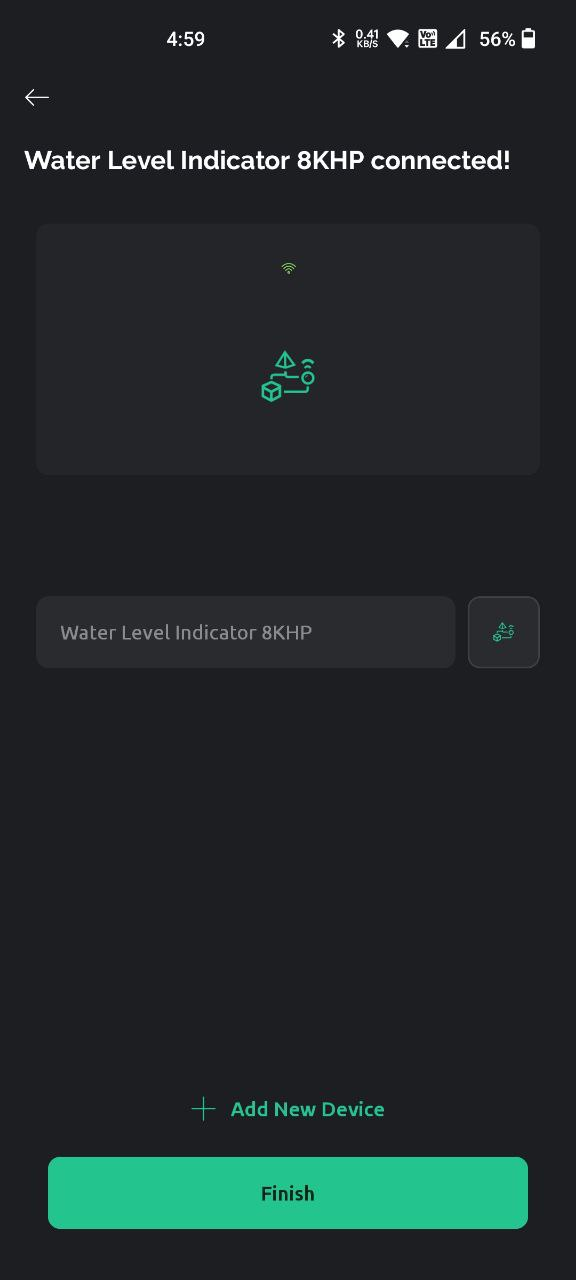 4:59 0.41 KB/S Vo)) LTE 56%
Water Level Indicator 8KHP connected!
Water Level Indicator 8KHP
Add New Device
Finish